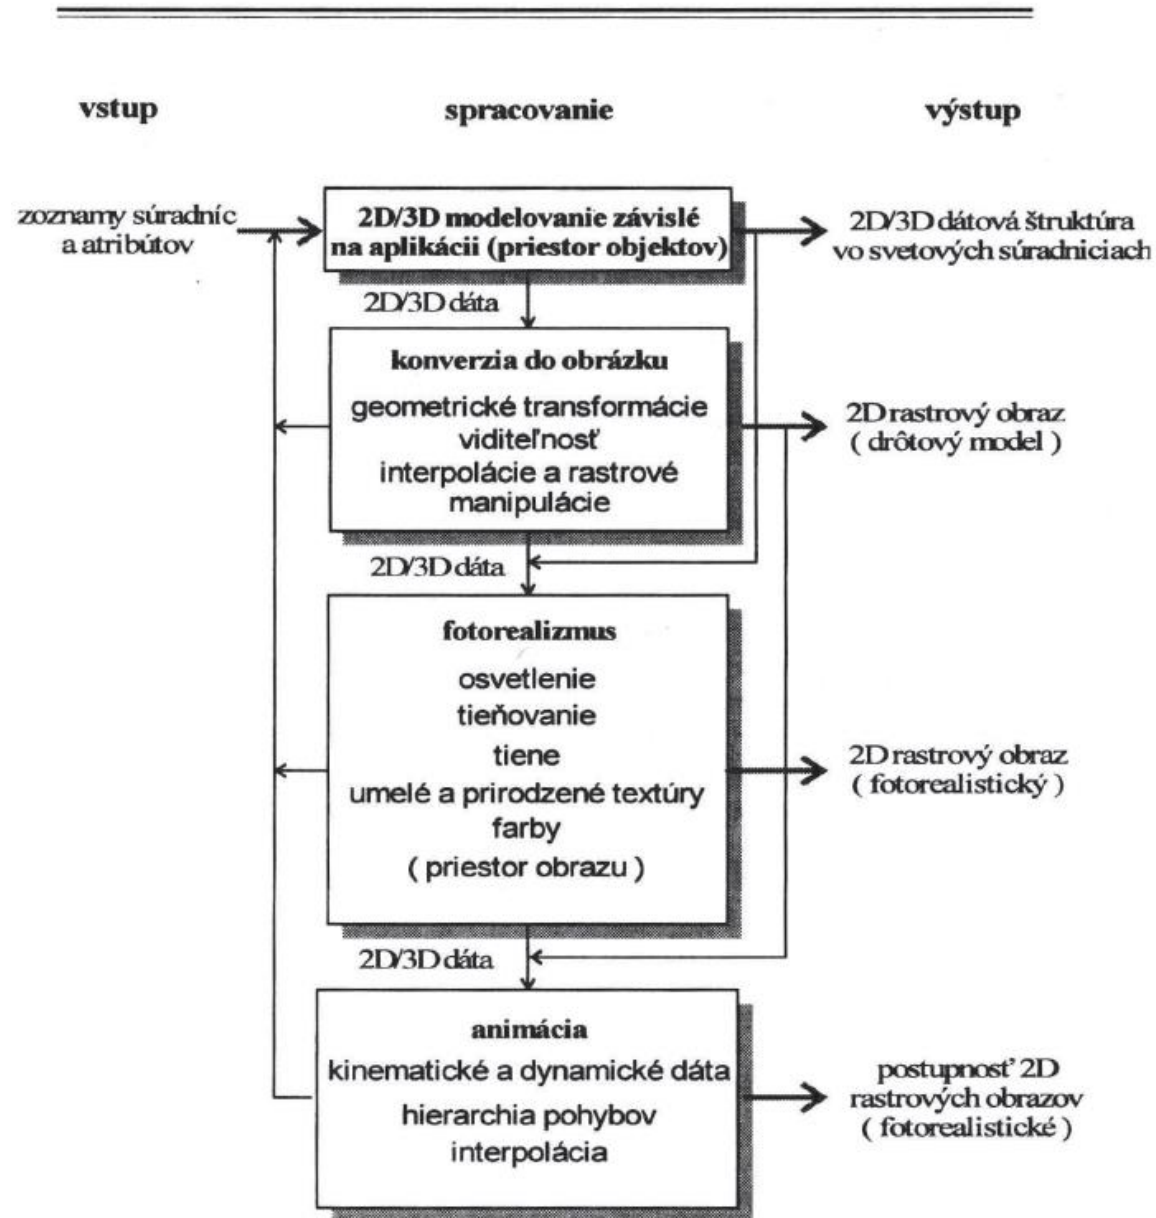 vstup
spracovanie
výstup
zoznamy súradníc
a atribútov
2D/3D modelovanie závislé
na aplikácii (priestor objektov)
2D/3D dátová štruktúra
vo svetových súradniciach
2D/3D dáta
konverzia do obrázku
geometrické transformácie
viditeľnosť
interpolácie a rastrové
manipulácie
2D rastrový obraz
( drôtový model )
2D/3D dáta
fotorealizmus
osvetlenie
tieňovanie
tiene
umelé a prirodzené textúry
farby
( priestor obrazu )
2D rastrový obraz
( fotorealistický )
2D/3D dáta
animácia
kinematické a dynamické dáta
hierarchia pohybov
interpolácia
postupnosť 2D
rastrových obrazov
( fotorealistické )